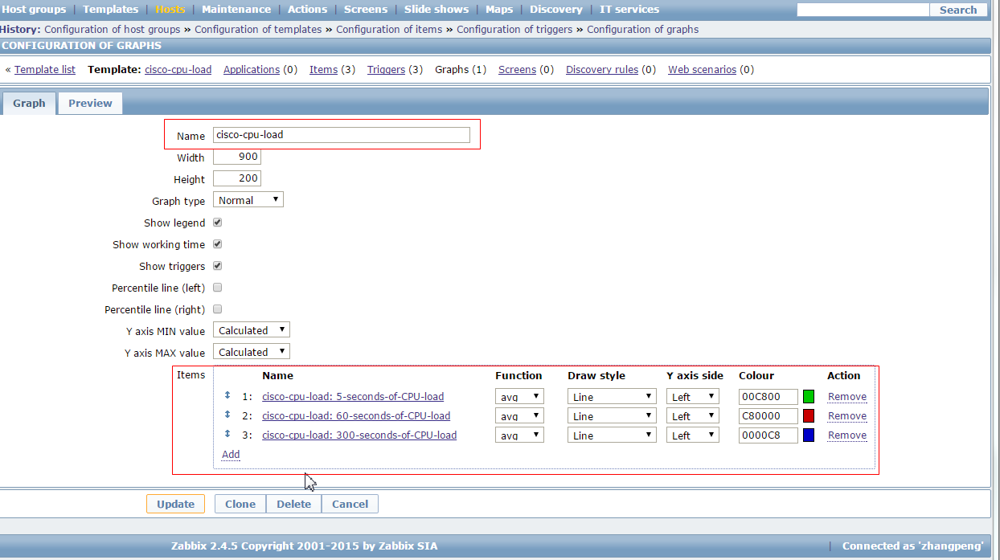 Host groups | Templates | Hosts | Maintenance | Actions | Screens | Slide shows | Maps | Discovery | IT services Search
History: Configuration of host groups » Configuration of templates » Configuration of items » Configuration of triggers » Configuration of graphs
CONFIGURATION OF GRAPHS
« Template list Template: cisco-cpu-load Applications (0) Items (3) Triggers (3) Graphs (1) Screens (0) Discovery rules (0) Web scenarios (0)
Graph Preview
Name cisco-cpu-load
Width 900
Height 200
Graph type Normal
Show legend
Show working time
Show triggers
Percentile line (left)
Percentile line (right)
Y axis MIN value Calculated
Y axis MAX value Calculated
Items Name Function Draw style Y axis side Colour Action
1: cisco-cpu-load: 5-seconds-of-CPU-load avg Line Left 00C800 Remove
2: cisco-cpu-load: 60-seconds-of-CPU-load avg Line Left C80000 Remove
3: cisco-cpu-load: 300-seconds-of-CPU-load avg Line Left 0000C8 Remove
Add
Update Clone Delete Cancel
Zabbix 2.4.5 Copyright 2001-2015 by Zabbix SIA | Connected as 'zhangpeng'